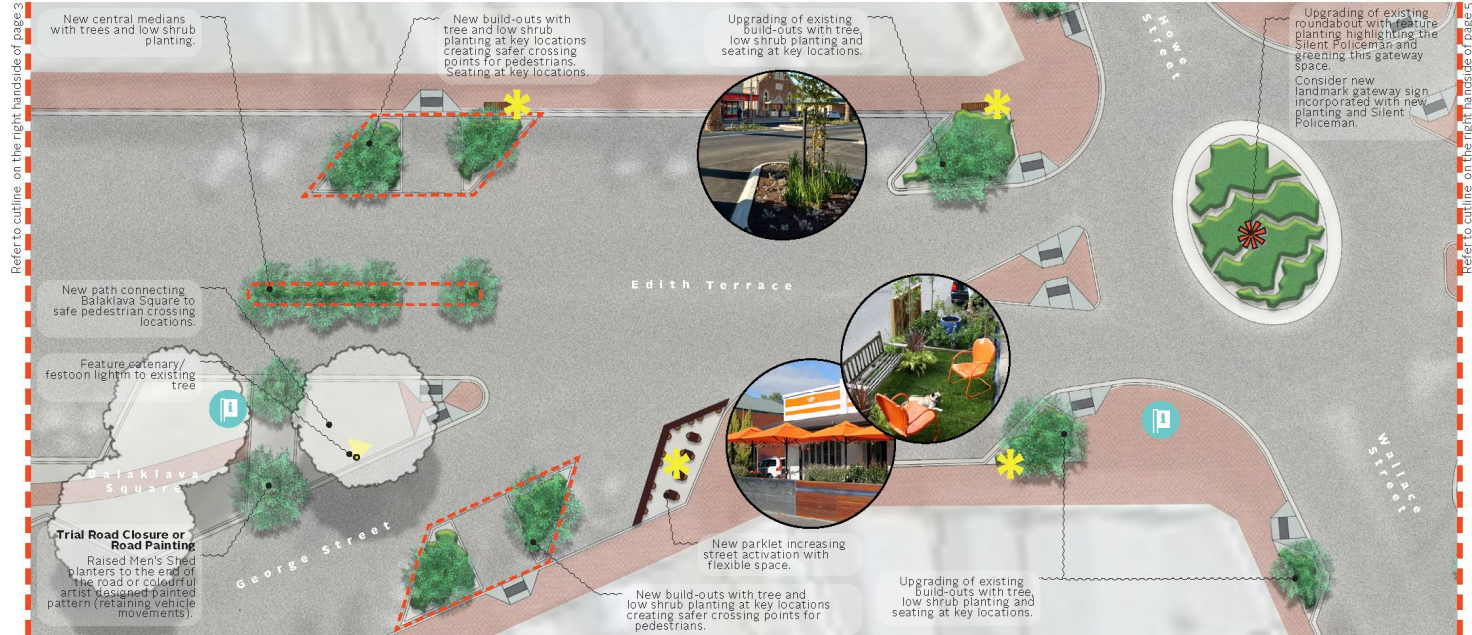 Refer to cutline on the right handside of page 3
New central medians
with trees and low shrub
planting.
New build-outs with
tree and low shrub
planting at key locations
creating safer crossing
points for pedestrians.
Seating at key locations.
Upgrading of existing
build-outs with tree,
low shrub planting and
seating at key locations.
Howe
Street
Upgrading of existing
roundabout with feature
planting highlighting the
Silent Policeman and
greening this gateway
space.
Consider new
landmark gateway sign
incorporated with new
planting and Silent
Policeman.
Refer to cutline on the right handside of page 5
New path connecting
Balaklava Square to
safe pedestrian crossing
locations.
Edith Terrace
Feature catenary/
festoon lightin to existing
tree
i
i
Balaklava
Square
Wallace
Street
Trial Road Closure or
Road Painting
Raised Men's Shed
planters to the end of
the road or colourful
artist designed painted
pattern (retaining vehicle
movements).
George Street
New parklet increasing
street activation with
flexible space.
New build-outs with tree and
low shrub planting at key locations
creating safer crossing points for
pedestrians.
Upgrading of existing
build-outs with tree,
low shrub planting and
seating at key locations.